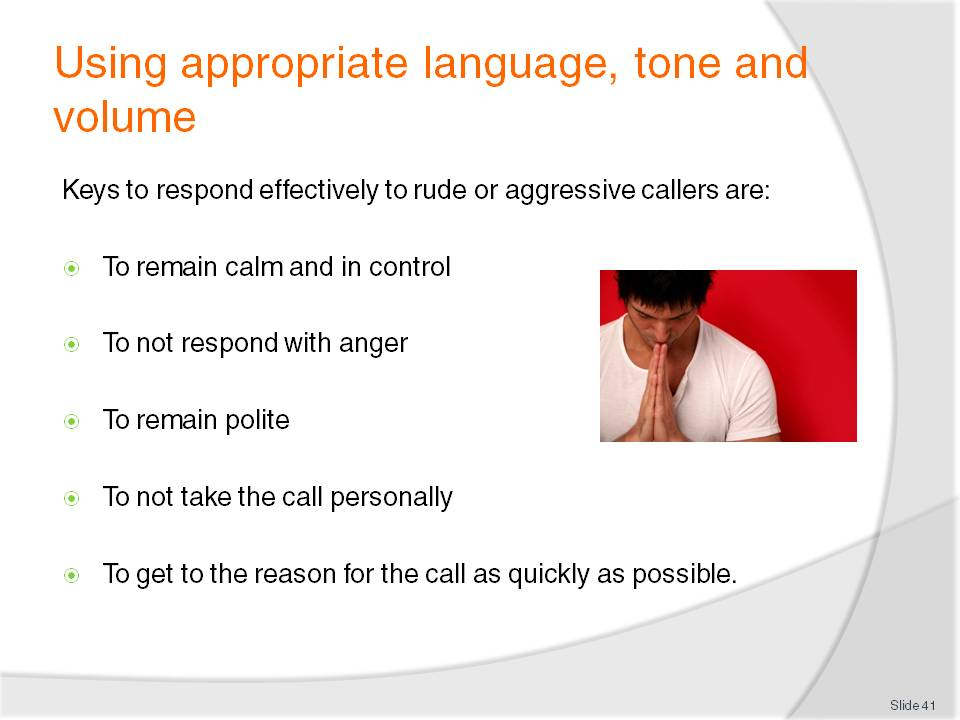 Using appropriate language, tone and
volume
Keys to respond effectively to rude or aggressive callers are:
To remain calm and in control
To not respond with anger
To remain polite
To not take the call personally
To get to the reason for the call as quickly as possible.
Slide 41